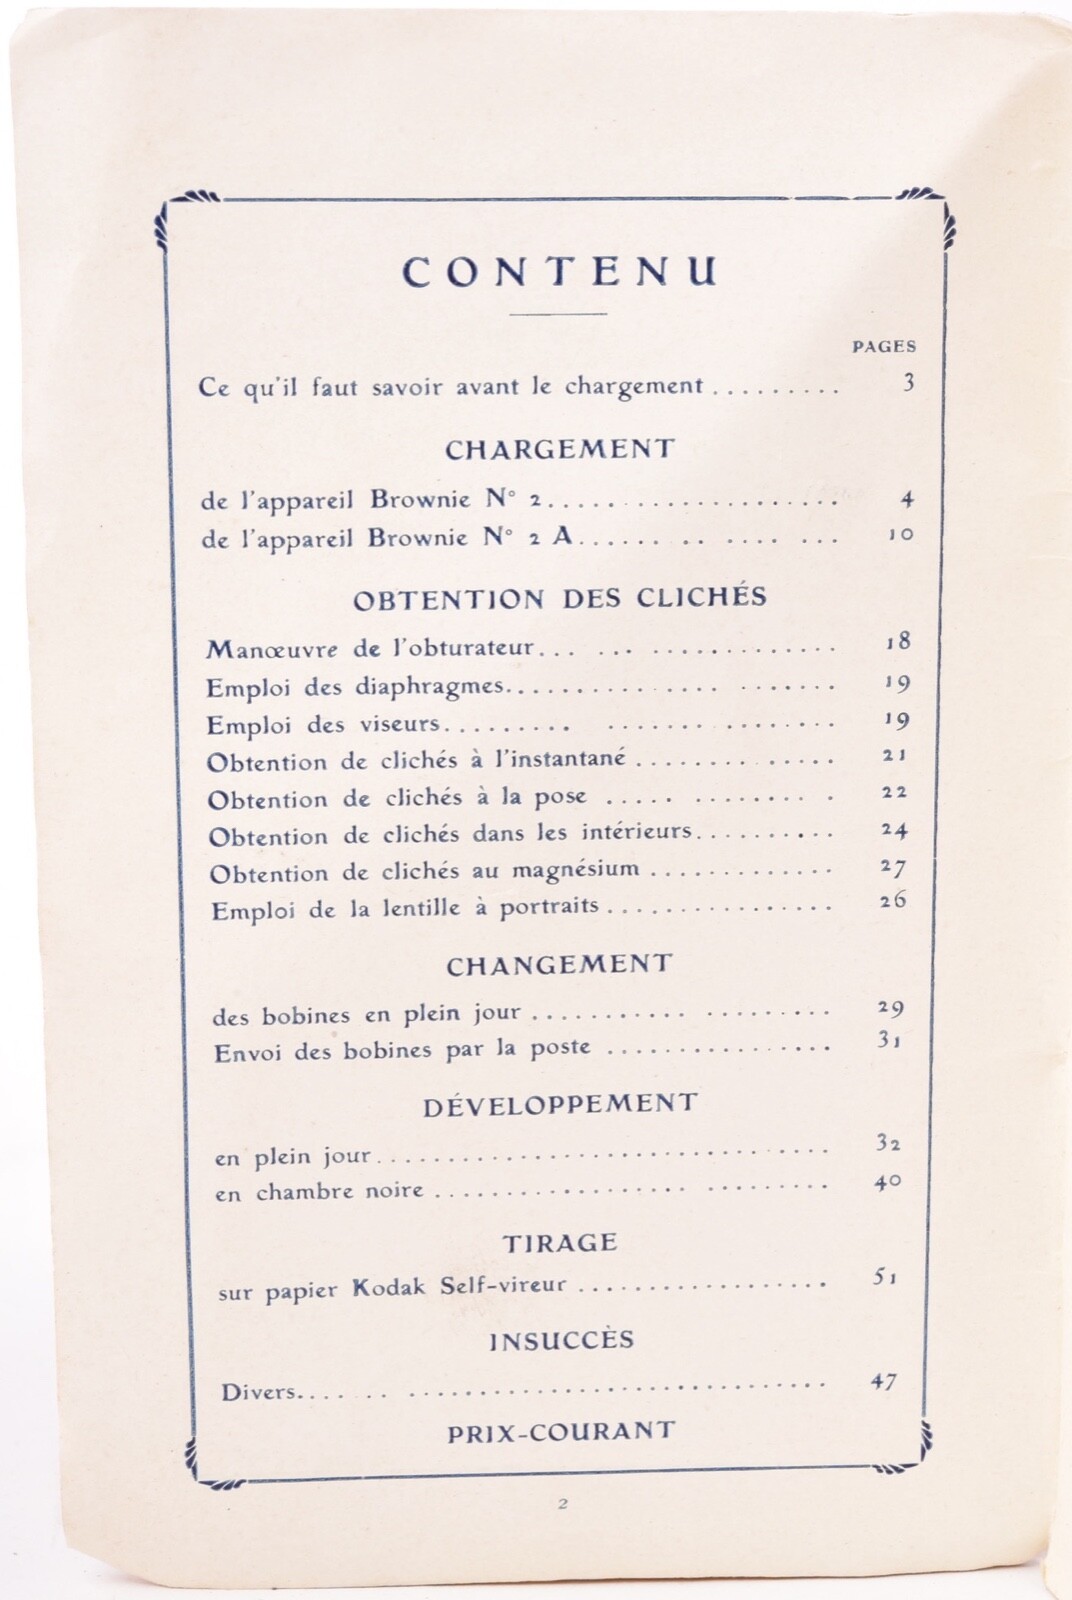 CONTENU
PAGES
Ce qu'il faut savoir avant le chargement ......... 3
CHARGEMENT
de l'appareil Brownie N° 2..................... 4
de l'appareil Brownie N° 2 A...... .. .... ... 10
OBTENTION DES CLICHÉS
Manœuvre de l'obturateur... ... ............. 18
Emploi des diaphragmes............... ....... 19
Emploi des viseurs......... ........ ........ 19
Obtention de clichés à l'instantané ......... ..... 21
Obtention de clichés à la pose ..... ........ . 22
Obtention de clichés dans les intérieurs.......... 24
Obtention de clichés au magnésium ............. 27
Emploi de la lentille à portraits ................ 26
CHANGEMENT
des bobines en plein jour ........... ......... 29
Envoi des bobines par la poste ................ 31
DÉVELOPPEMENT
en plein jour ................................ 32
en chambre noire .................. ......... 40
TIRAGE
sur papier Kodak Self-vireur .................. 51
INSUCCÈS
Divers...... .. .............................. 47
PRIX-COURANT
2